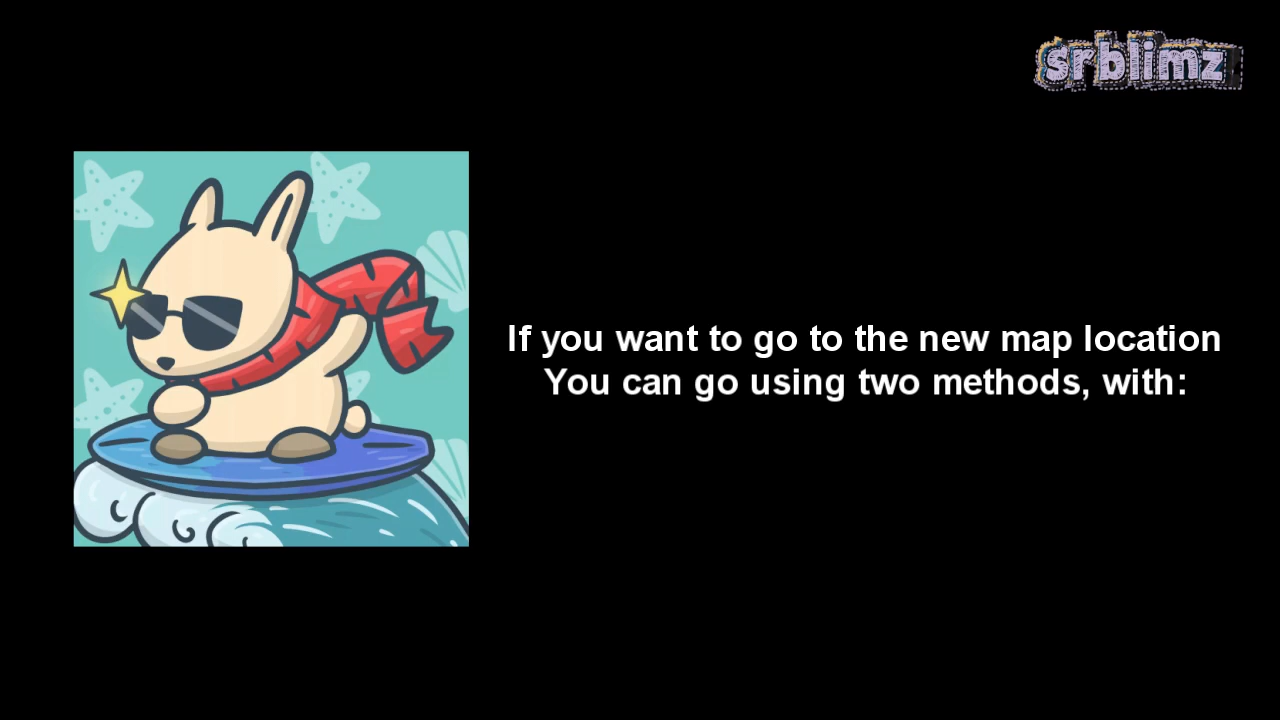 srblimz
If you want to go to the new map location
You can go using two methods, with: